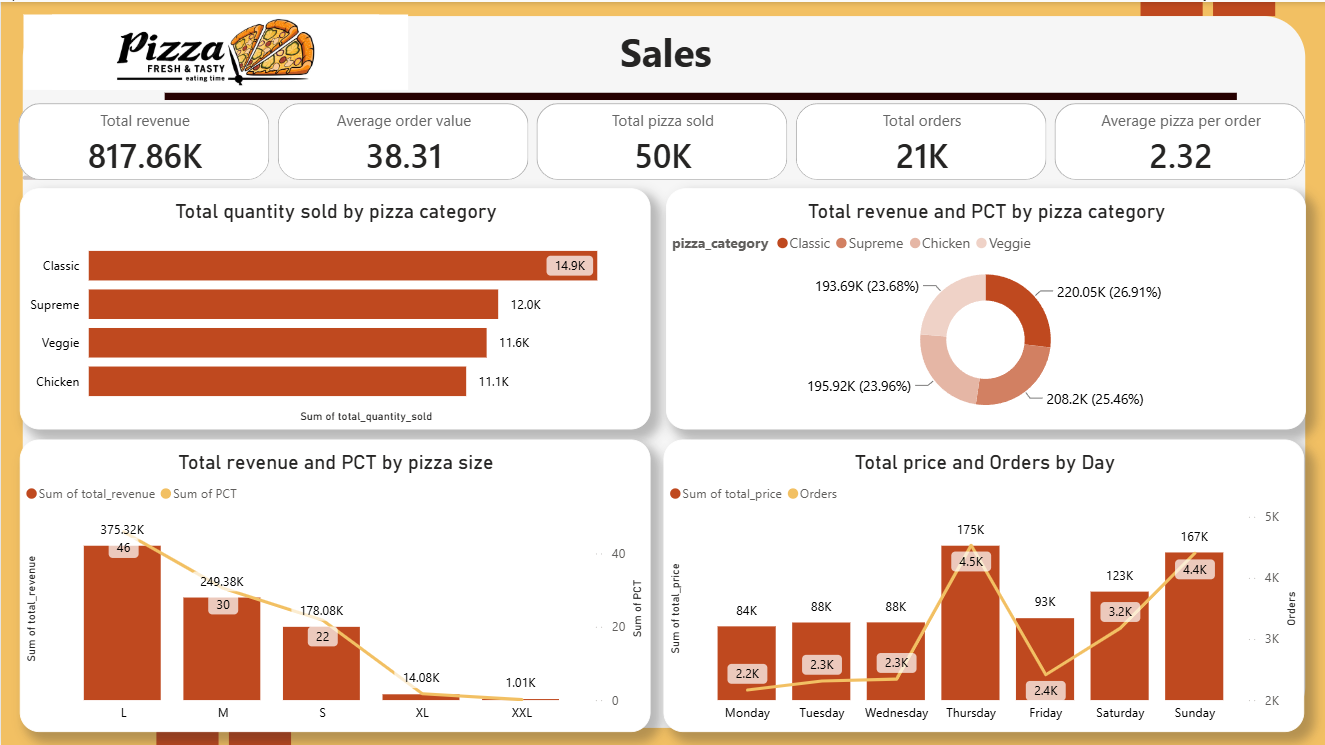 Pizza
FRESH & TASTY
eating time
Sales
Total revenue
817.86K
Average order value
38.31
Total pizza sold
50K
Total orders
21K
Average pizza per order
2.32
Total quantity sold by pizza category
Classic 14.9K
Supreme 12.0K
Veggie 11.6K
Chicken 11.1K
Sum of total_quantity_sold
Total revenue and PCT by pizza category
pizza_category Classic Supreme Chicken Veggie
193.69K (23.68%) 220.05K (26.91%)
195.92K (23.96%) 208.2K (25.46%)
Total revenue and PCT by pizza size
Sum of total_revenue Sum of PCT
Sum of total_revenue
375.32K
46
249.38K
30
178.08K
22
14.08K
1.01K
40
20
0
Sum of PCT
L M S XL XXL
Total price and Orders by Day
Sum of total_price Orders
Sum of total_price
84K 88K 88K 175K 93K 123K 167K
2.2K 2.3K 2.3K 4.5K 2.4K 3.2K 4.4K
5K
4K
3K
2K
Orders
Monday Tuesday Wednesday Thursday Friday Saturday Sunday